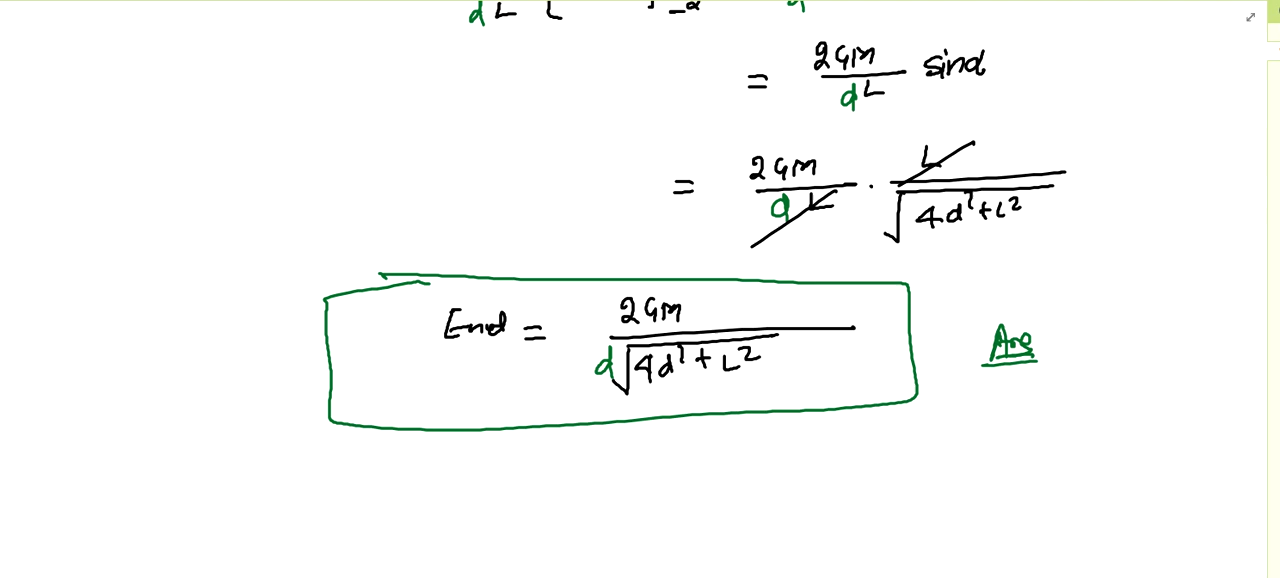 = 2GM / dL sinα
= 2GM / dL · L / √4d²+L²
End = 2GM / d√4d²+L²
Ans